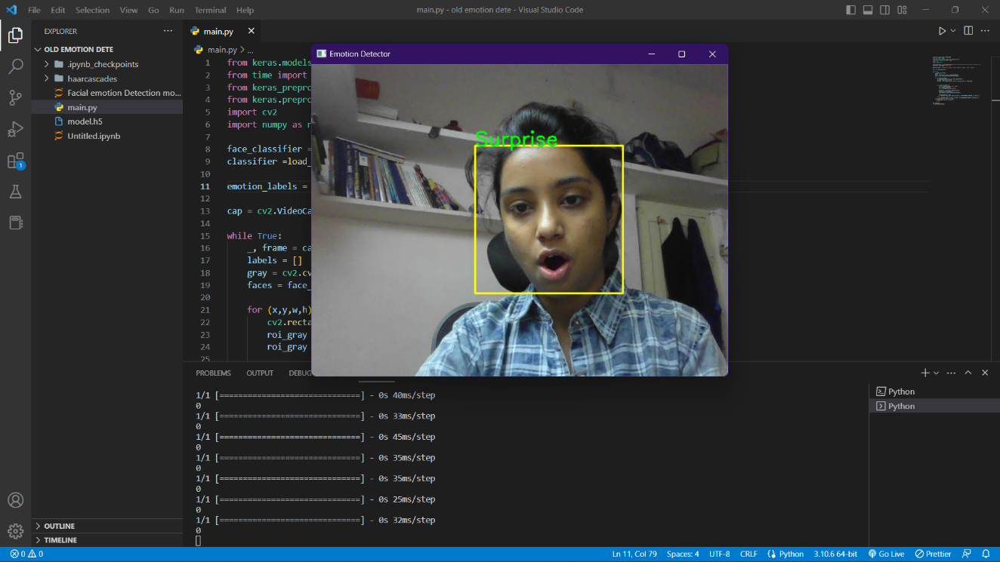 File Edit Selection View Go Run Terminal Help
main.py - old emotion dete - Visual Studio Code
EXPLORER
OLD EMOTION DETE
.ipynb_checkpoints
haarcascades
Facial emotion Detection mo...
main.py
model.h5
Untitled.ipynb
1
OUTLINE
TIMELINE
main.py
main.py > ...
1 from keras.models
2 from time import
3 from keras_prepro
4 from keras.prepro
5 import cv2
6 import numpy as n
7
8 face_classifier =
9 classifier =load_
10
11 emotion_labels =
12
13 cap = cv2.VideoCa
14
15 while True:
16 _, frame = ca
17 labels = []
18 gray = cv2.cv
19 faces = face_
20
21 for (x,y,w,h)
22 cv2.recta
23 roi_gray
24 roi_gray
25
Emotion Detector
Surprise
PROBLEMS OUTPUT DEBUG
1/1 [==============================] - 0s 40ms/step
0
1/1 [==============================] - 0s 33ms/step
0
1/1 [==============================] - 0s 45ms/step
0
1/1 [==============================] - 0s 35ms/step
0
1/1 [==============================] - 0s 35ms/step
0
1/1 [==============================] - 0s 25ms/step
0
1/1 [==============================] - 0s 32ms/step
0
Python
Python
0 0
Ln 11, Col 79 Spaces: 4 UTF-8 CRLF Python 3.10.6 64-bit Go Live Prettier